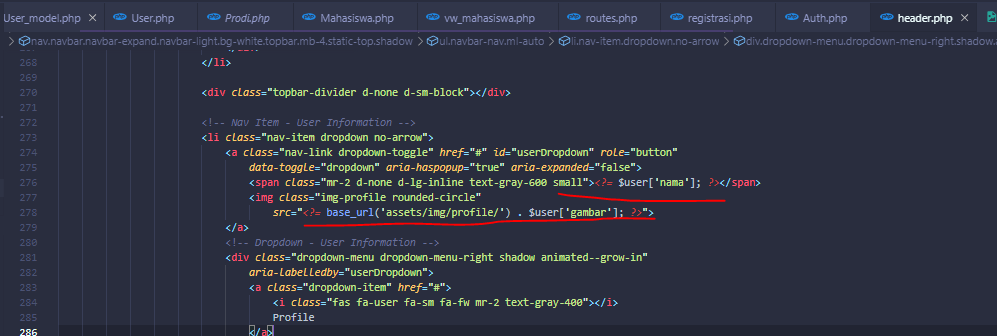 User_model.php × User.php Prodi.php Mahasiswa.php vw_mahasiswa.php routes.php registrasi.php Auth.php header.php ×
nav.navbar.navbar-expand.navbar-light.bg-white.topbar.mb-4.static-top.shadow > ul.navbar-nav.ml-auto > li.nav-item.dropdown.no-arrow > div.dropdown-menu.dropdown-menu-right.shadow
268 </li>
269
270 <div class="topbar-divider d-none d-sm-block"></div>
271
272 <!-- Nav Item - User Information -->
273 <li class="nav-item dropdown no-arrow">
274 <a class="nav-link dropdown-toggle" href="#" id="userDropdown" role="button"
275 data-toggle="dropdown" aria-haspopup="true" aria-expanded="false">
276 <span class="mr-2 d-none d-lg-inline text-gray-600 small"><?= $user['nama']; ?></span>
277 <img class="img-profile rounded-circle"
278 src="<?= base_url('assets/img/profile/') . $user['gambar']; ?>">
279 </a>
280 <!-- Dropdown - User Information -->
281 <div class="dropdown-menu dropdown-menu-right shadow animated--grow-in"
282 aria-labelledby="userDropdown">
283 <a class="dropdown-item" href="#">
284 <i class="fas fa-user fa-sm fa-fw mr-2 text-gray-400"></i>
285 Profile
286 </a>